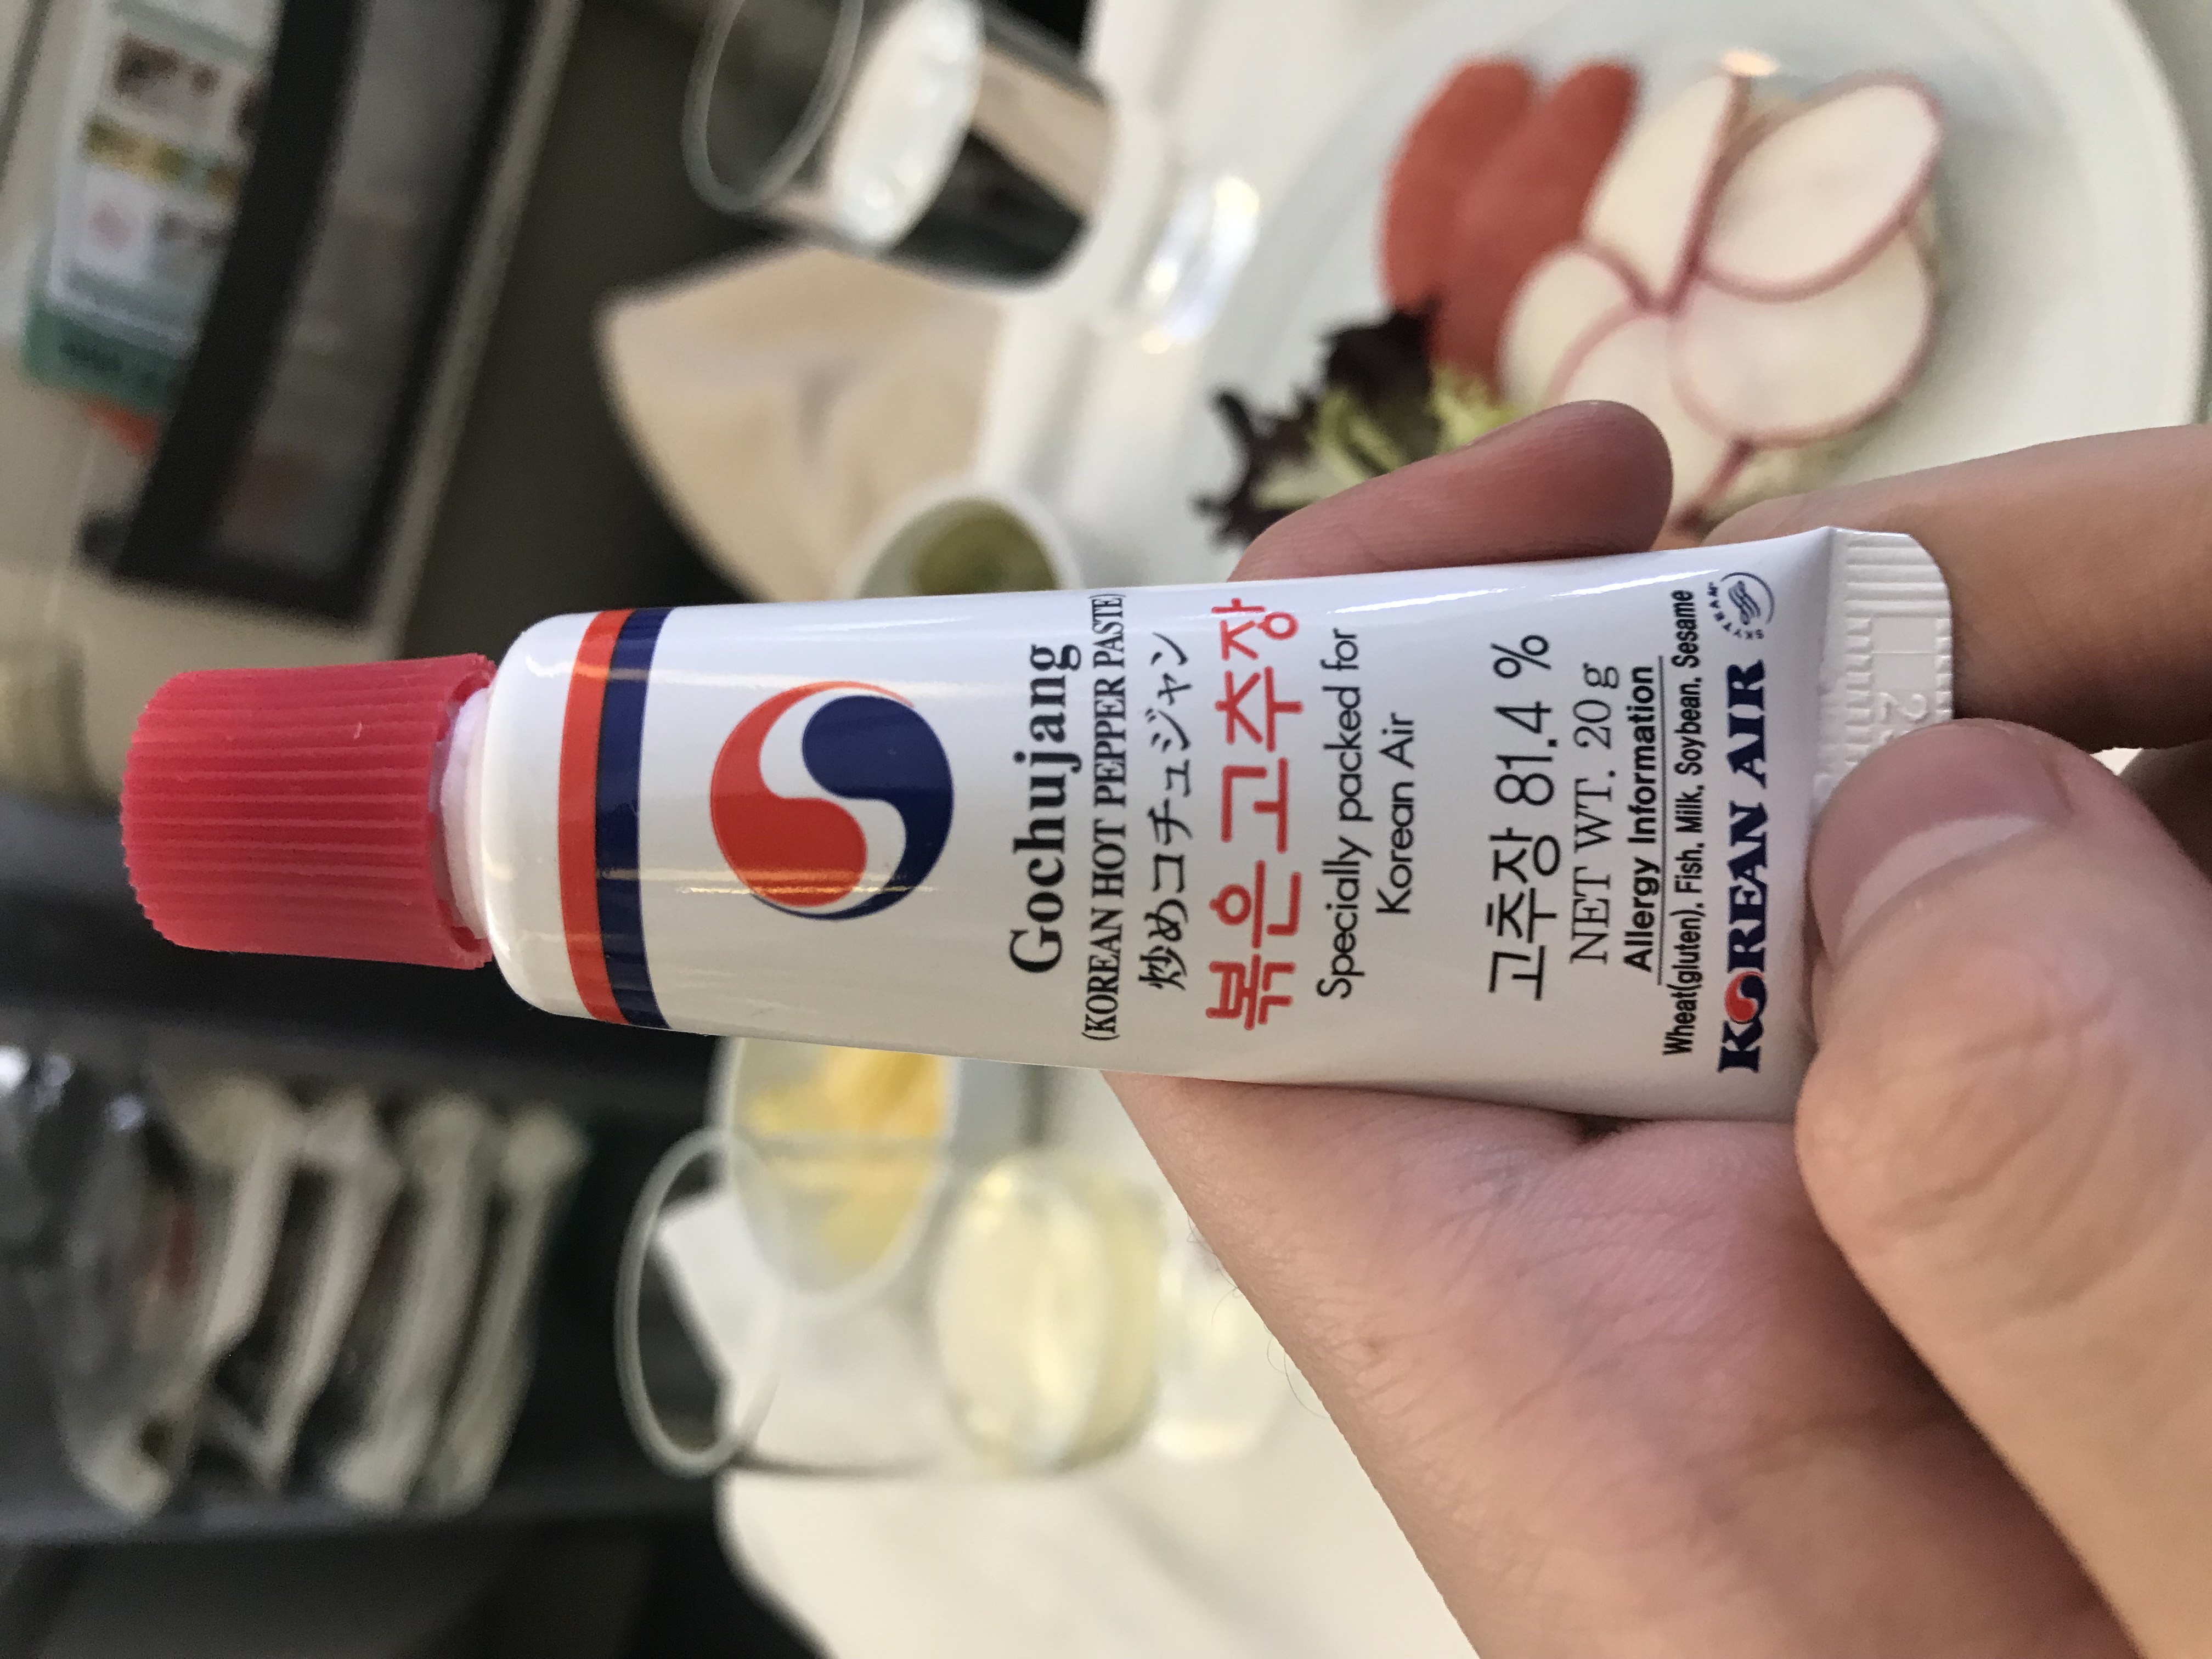 Gochujang
(KOREAN HOT PEPPER PASTE)
炒めコチュジャン
볶은고추장
Specially packed for
Korean Air
고추장 81.4 %
NET WT. 20 g
Allergy Information
Wheat(gluten), Fish, Milk, Soybean, Sesame
KOREAN AIR
SKYTEAM